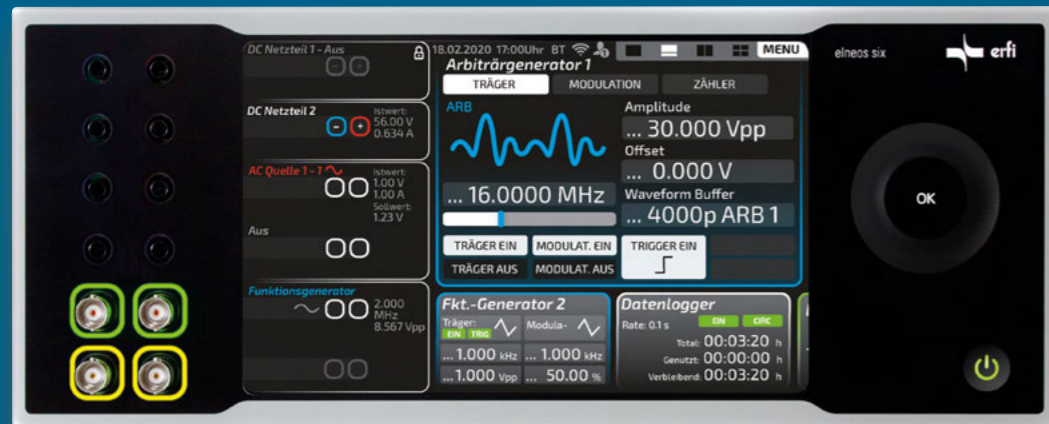 DC Netzteil 1 - Aus
DC Netzteil 2
Istwert:
56.00 V
0.634 A
AC Quelle 1 - 1
Istwert:
1.00 V
1.00 A
Sollwert:
1.23 V
Aus
Funktionsgenerator
2.000
MHz
8.567 Vpp
18.02.2020 17:00Uhr BT
MENU
Arbiträrgenerator 1
TRÄGER MODULATION ZÄHLER
ARB
Amplitude
... 30.000 Vpp
Offset
... 0.000 V
... 16.0000 MHz
Waveform Buffer
... 4000p ARB 1
TRÄGER EIN MODULAT. EIN TRIGGER EIN
TRÄGER AUS MODULAT. AUS
Fkt.-Generator 2
Träger: Modula-
EIN TRIG
... 1.000 kHz ... 1.000 kHz
... 1.000 Vpp ... 50.00 %
Datenlogger
Rate: 0.1 s EIN CIRC
Total: 00:03:20 h
Genutzt: 00:00:00 h
Verbleibend: 00:03:20 h
elneos six
erfi
OK